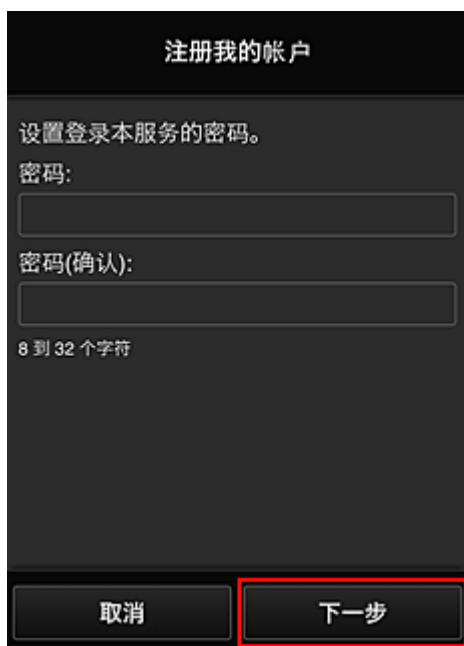 注册我的帐户
设置登录本服务的密码。
密码:
密码(确认):
8 到 32 个字符
取消
下一步